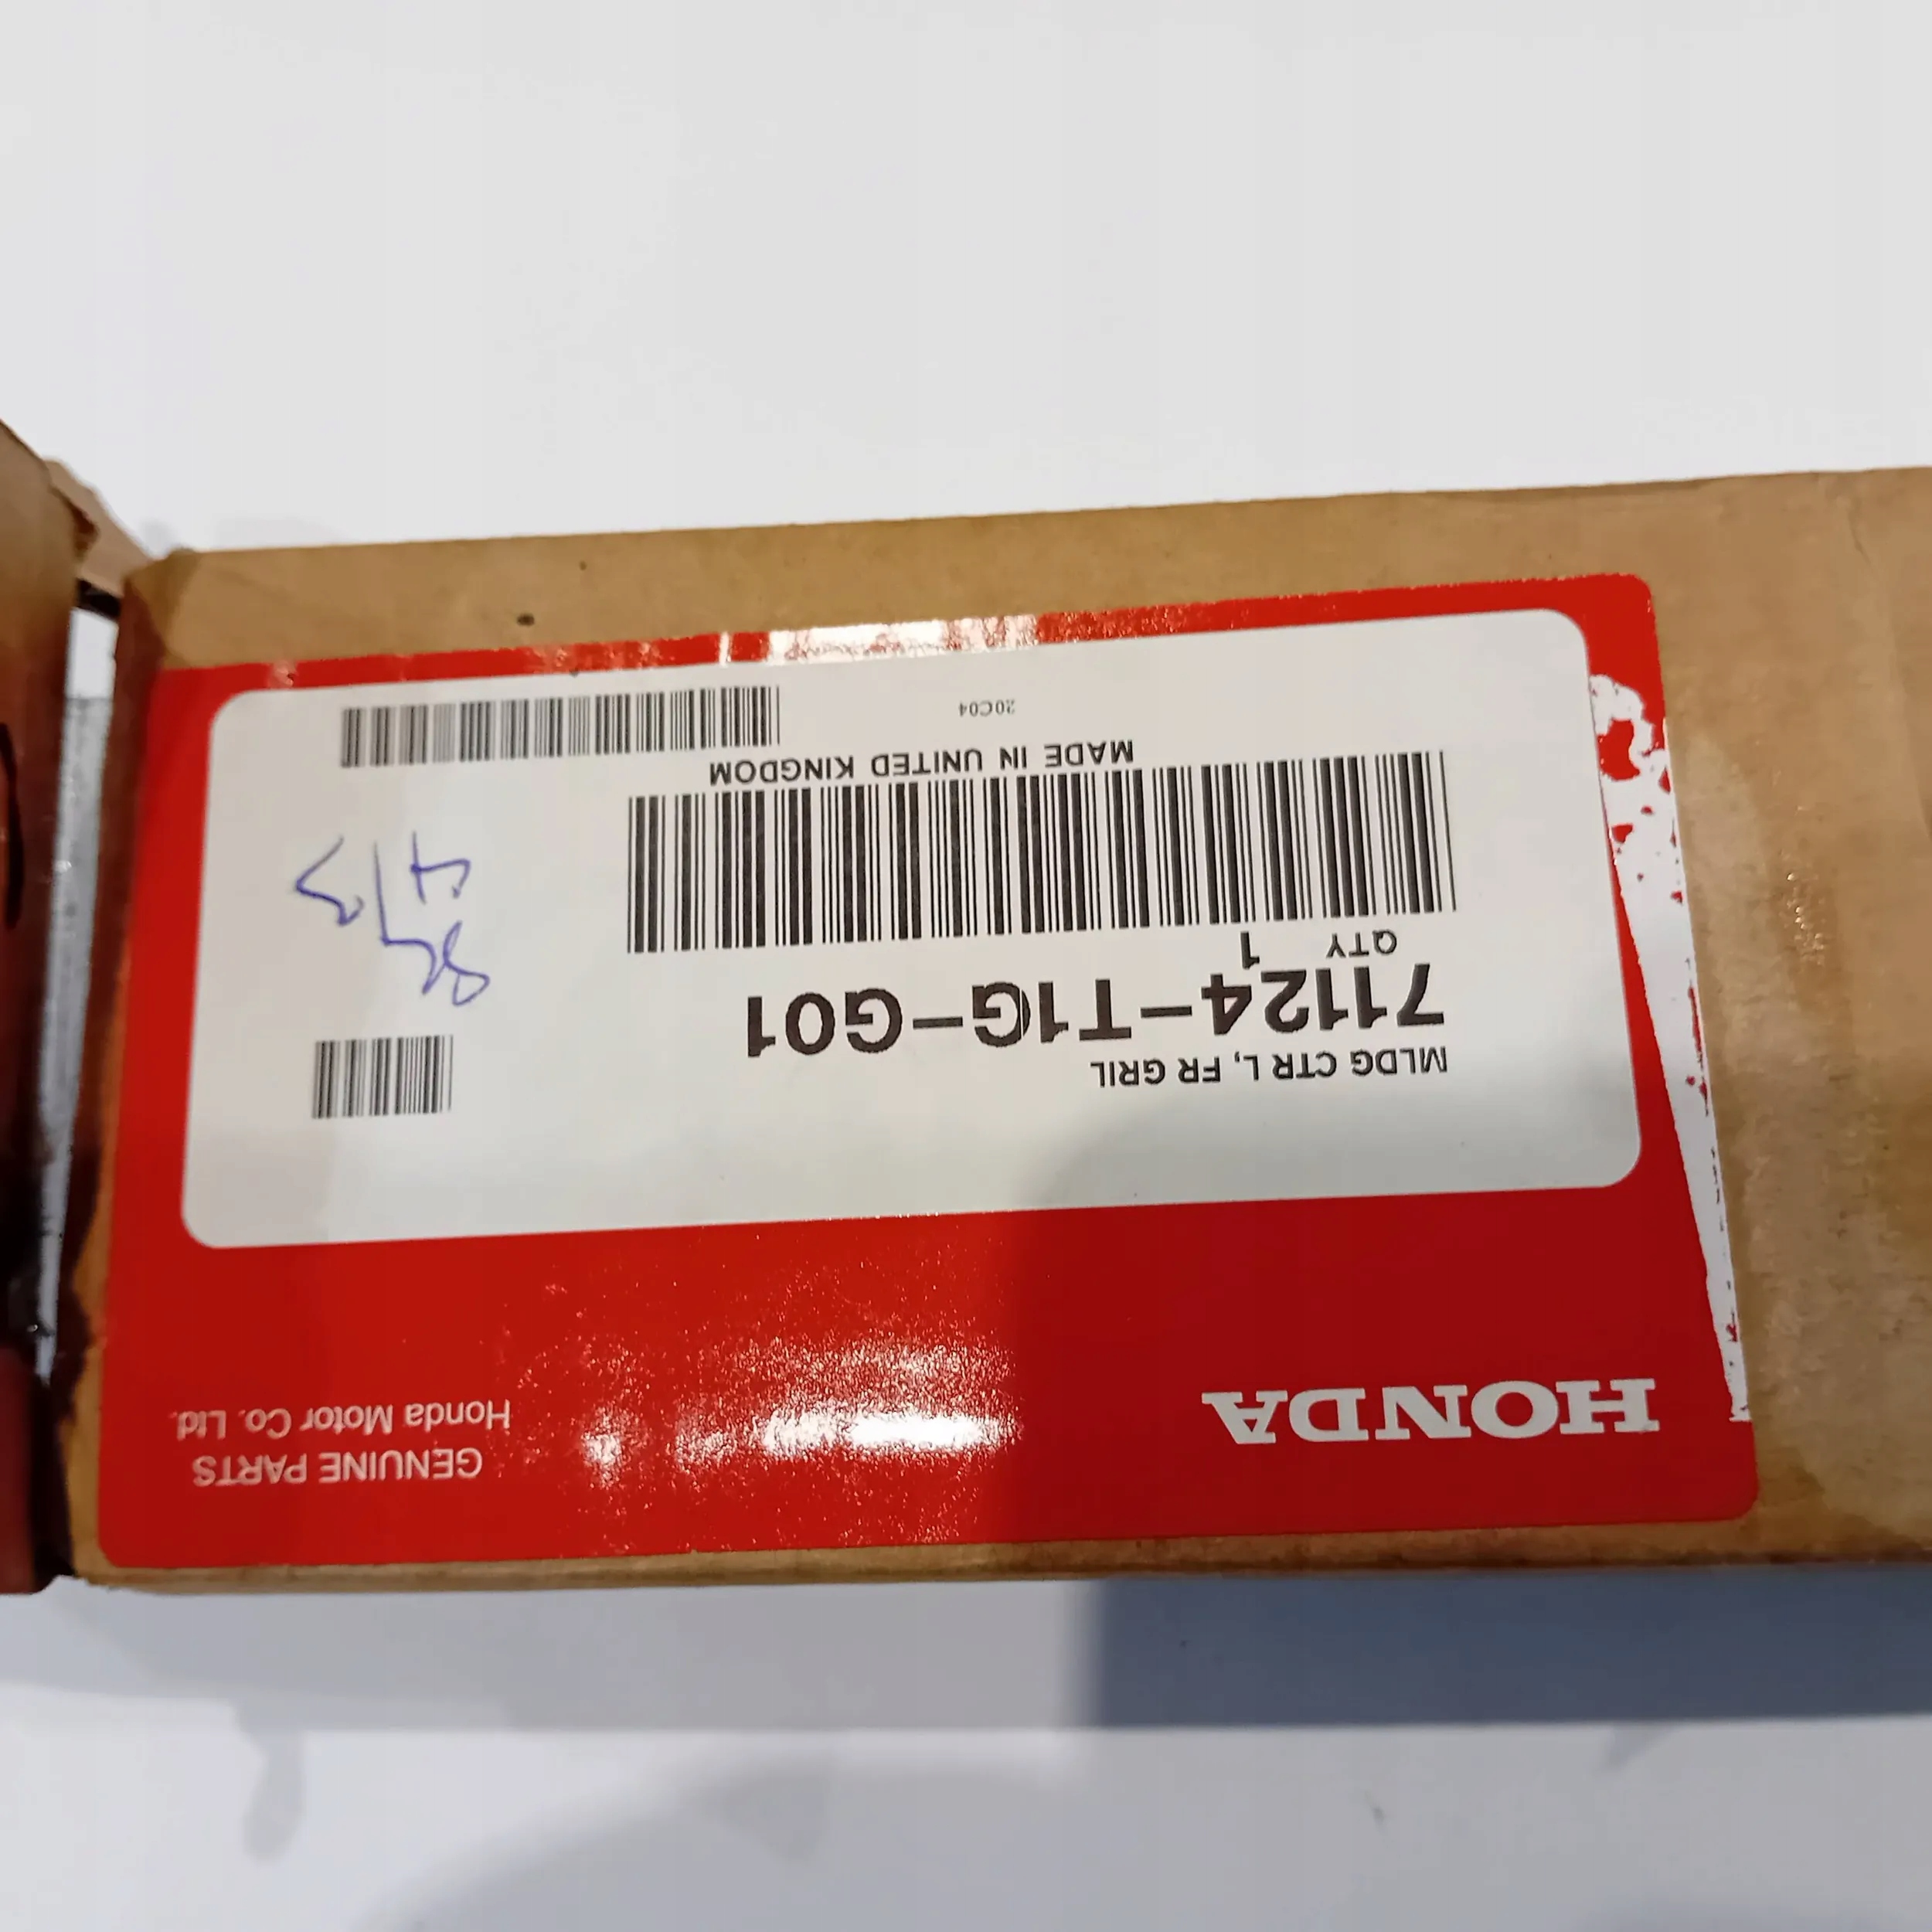 HONDA
GENUINE PARTS
Honda Motor Co. Ltd.
MLDG CTR L, FR GRIL
71124-T1G-G01
QTY 1
MADE IN UNITED KINGDOM
20C04